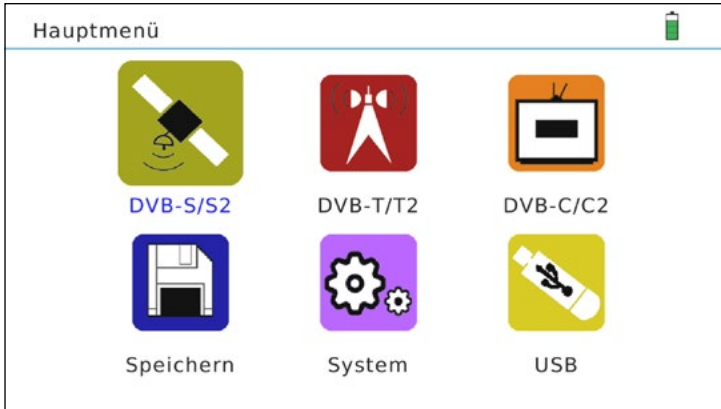 Hauptmenü
DVB-S/S2 DVB-T/T2 DVB-C/C2
Speichern System USB